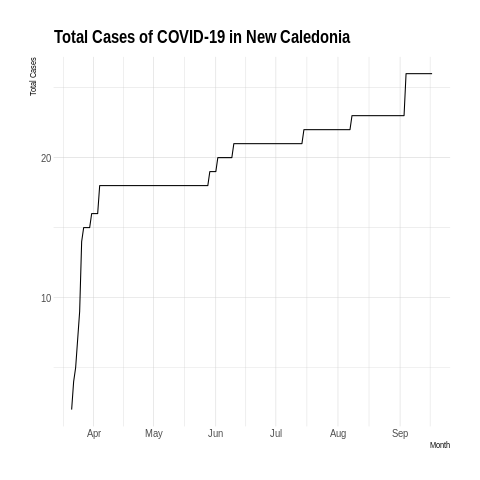 Total Cases of COVID-19 in New Caledonia
Total Cases
20
10
Apr May Jun Jul Aug Sep
Month